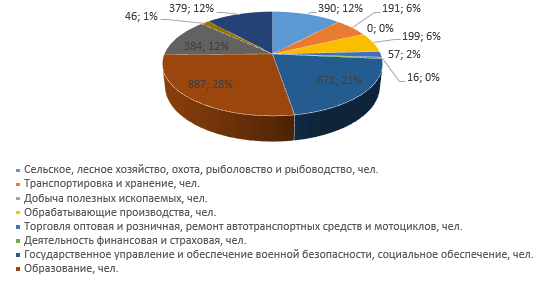 379; 12%
390; 12%
191; 6%
46; 1%
0; 0%
199; 6%
384; 12%
57; 2%
16; 0%
887; 28%
671; 21%
Сельское, лесное хозяйство, охота, рыболовство и рыбоводство, чел.
Транспортировка и хранение, чел.
Добыча полезных ископаемых, чел.
Обрабатывающие производства, чел.
Торговля оптовая и розничная, ремонт автотранспортных средств и мотоциклов, чел.
Деятельность финансовая и страховая, чел.
Государственное управление и обеспечение военной безопасности, социальное обеспечение, чел.
Образование, чел.